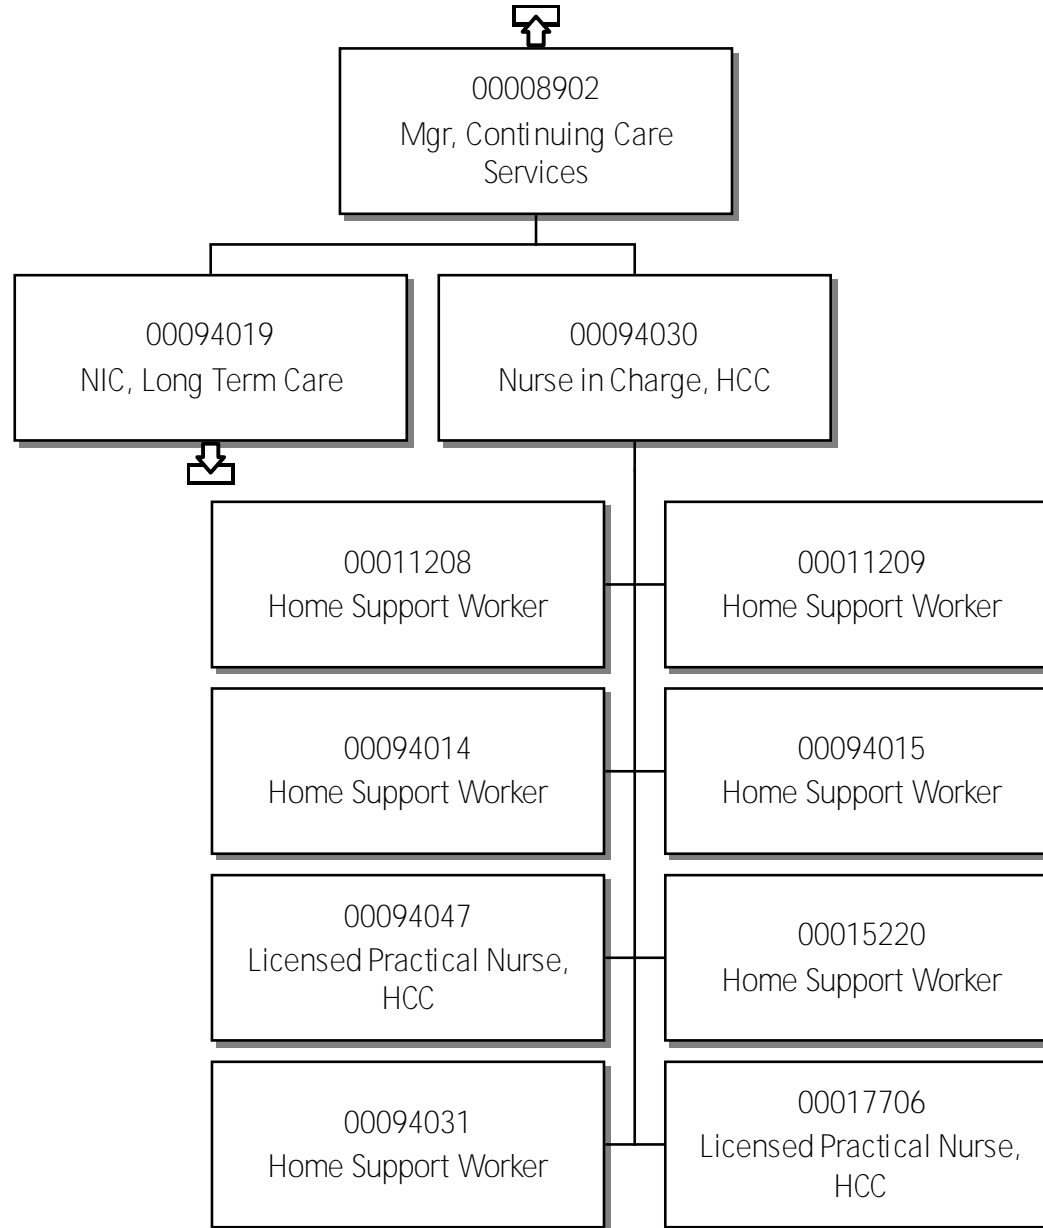 00008902
Mgr, Continuing Care
Services
00094019
NIC, Long Term Care
00094030
Nurse in Charge, HCC
00011208
Home Support Worker
00011209
Home Support Worker
00094014
Home Support Worker
00094015
Home Support Worker
00094047
Licensed Practical Nurse,
HCC
00015220
Home Support Worker
00094031
Home Support Worker
00017706
Licensed Practical Nurse,
HCC